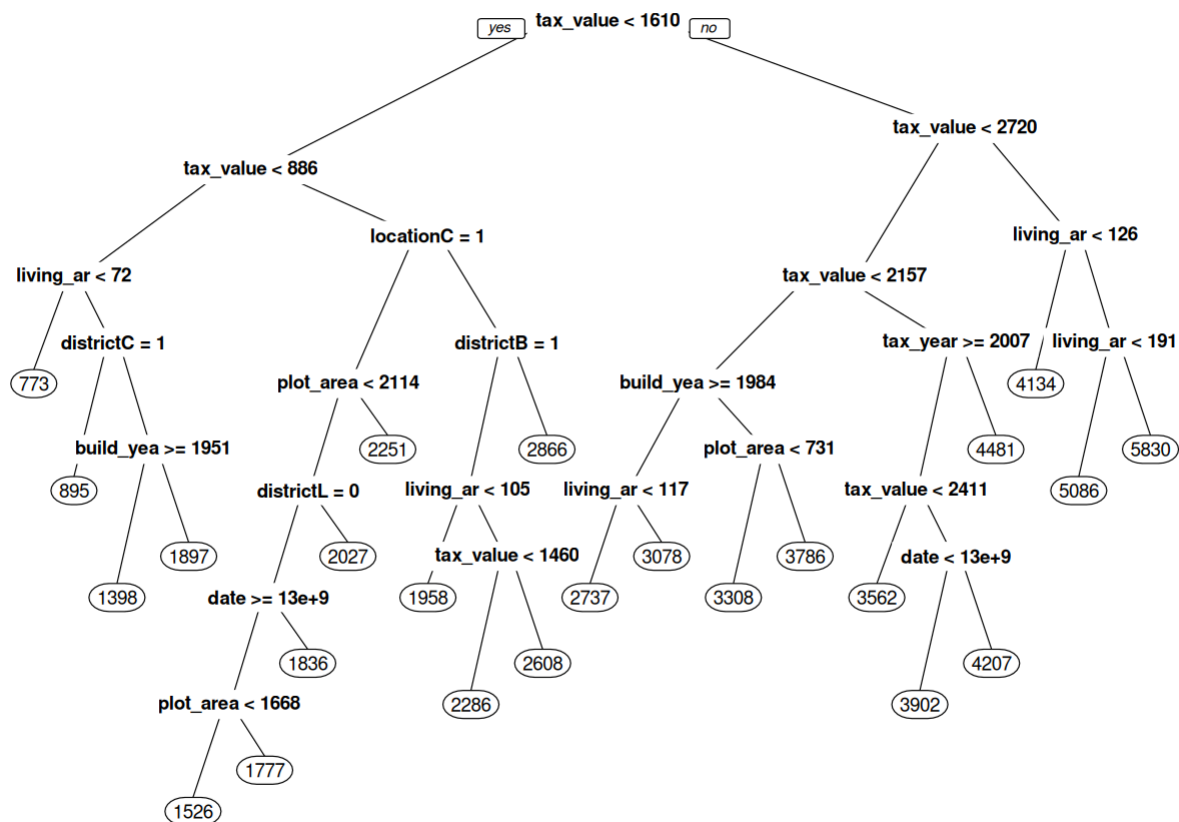 tax_value < 1610
yes
no
tax_value < 2720
tax_value < 886
locationC = 1
living_ar < 126
living_ar < 72
tax_value < 2157
districtC = 1
districtB = 1
tax_year >= 2007
living_ar < 191
773
plot_area < 2114
build_yea >= 1984
4134
build_yea >= 1951
2251
2866
plot_area < 731
4481
5830
895
districtL = 0
living_ar < 105
living_ar < 117
tax_value < 2411
5086
1897
2027
tax_value < 1460
3078
3786
date < 13e+9
1398
date >= 13e+9
1958
2737
3308
3562
1836
2608
4207
plot_area < 1668
2286
3902
1777
1526